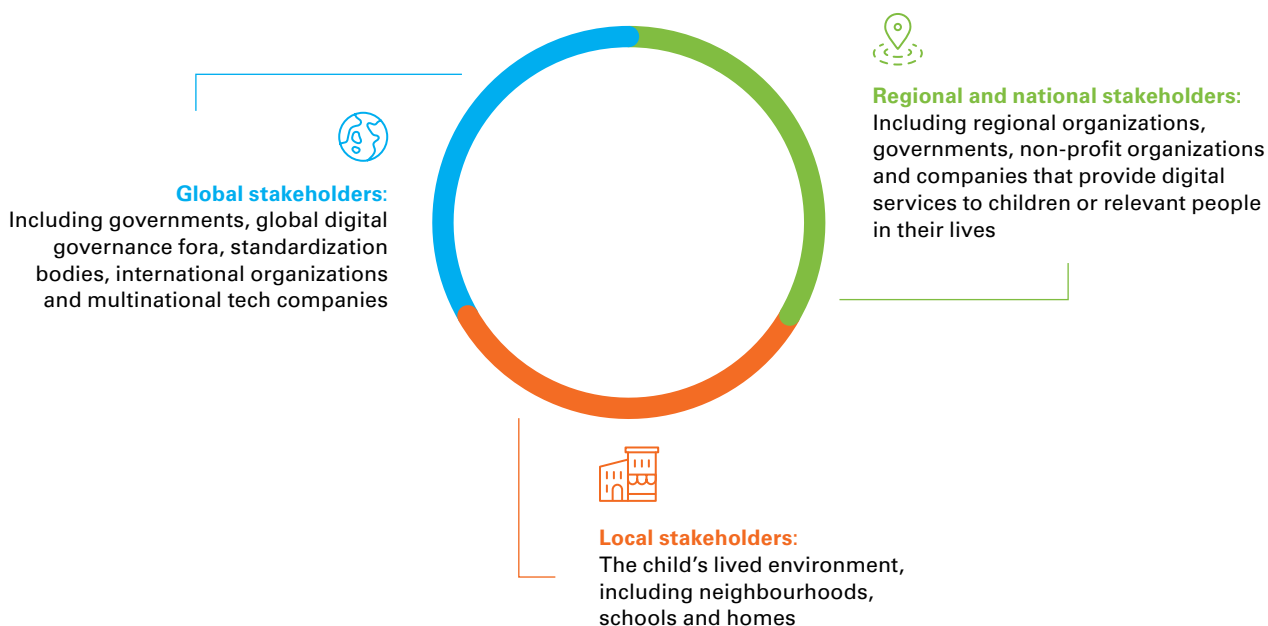 Global stakeholders:
Including governments, global digital
governance fora, standardization
bodies, international organizations
and multinational tech companies
Regional and national stakeholders:
Including regional organizations,
governments, non-profit organizations
and companies that provide digital
services to children or relevant people
in their lives
Local stakeholders:
The child’s lived environment,
including neighbourhoods,
schools and homes